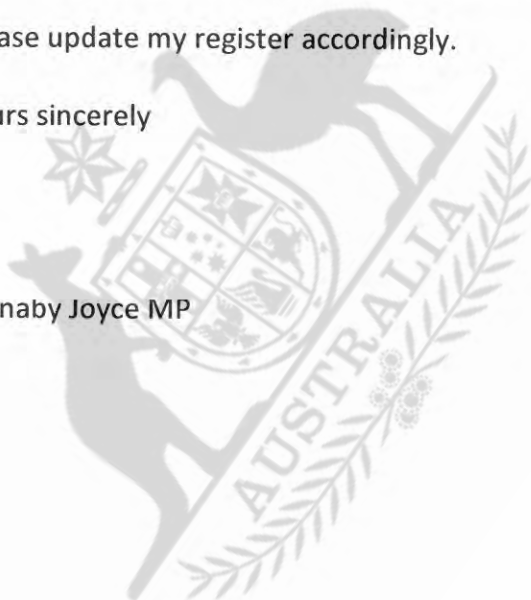 ase update my register accordingly.
urs sincerely
naby Joyce MP
AUSTRALIA